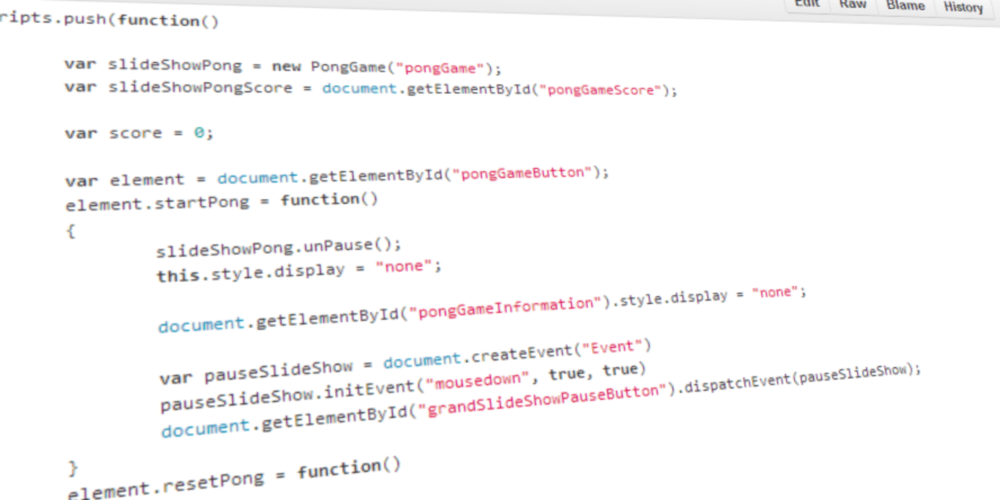 Edit Raw Blame History
ripts.push(function()
var slideShowPong = new PongGame("pongGame");
var slideShowPongScore = document.getElementById("pongGameScore");
var score = 0;
var element = document.getElementById("pongGameButton");
element.startPong = function()
{
slideShowPong.unPause();
this.style.display = "none";
document.getElementById("pongGameInformation").style.display = "none";
var pauseSlideShow = document.createEvent("Event")
pauseSlideShow.initEvent("mousedown", true, true)
document.getElementById("grandSlideShowPauseButton").dispatchEvent(pauseSlideShow);
}
element.resetPong = function()